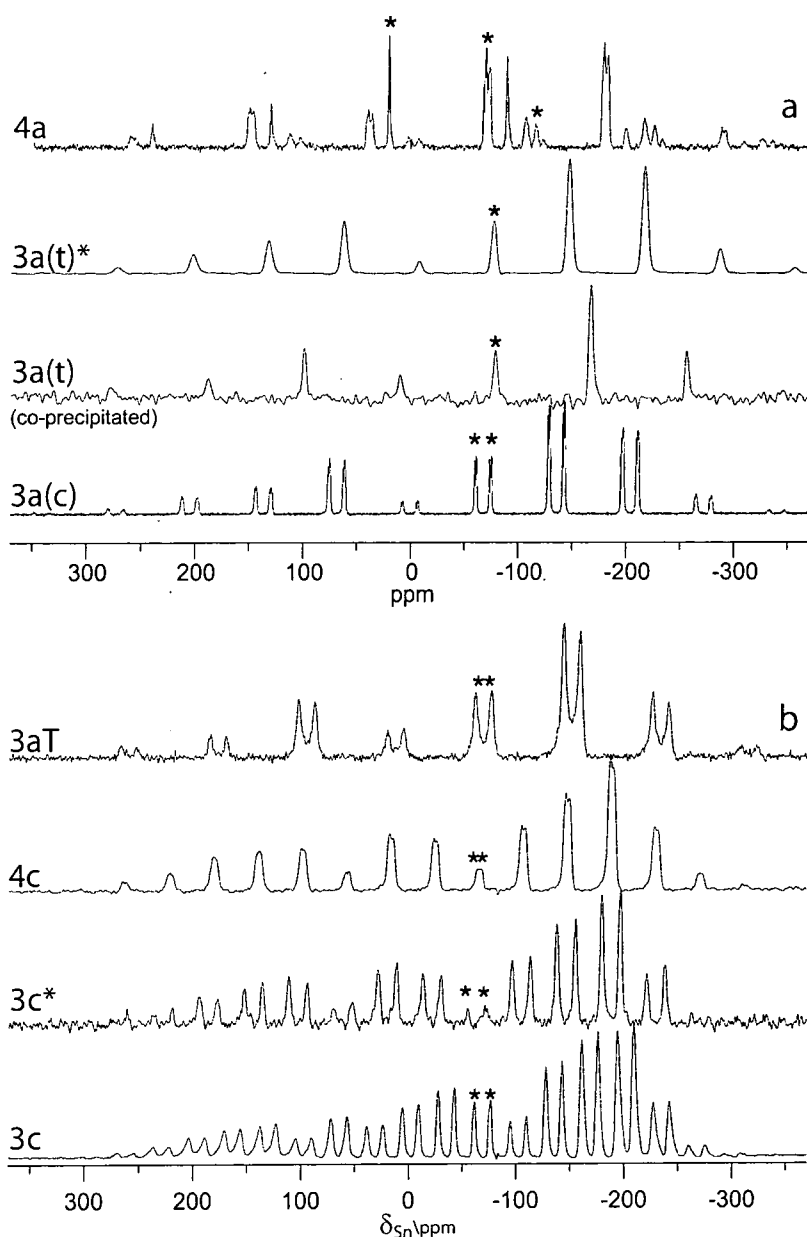 *
*
4a
*
a
3a(t)*
*
3a(t)
(co-precipitated)
*
3a(c)
* *
300 200 100 0 -100 -200 -300
ppm
3aT
**
b
4c
**
3c*
* *
3c
* *
300 200 100 0 -100 -200 -300
δSn\ppm